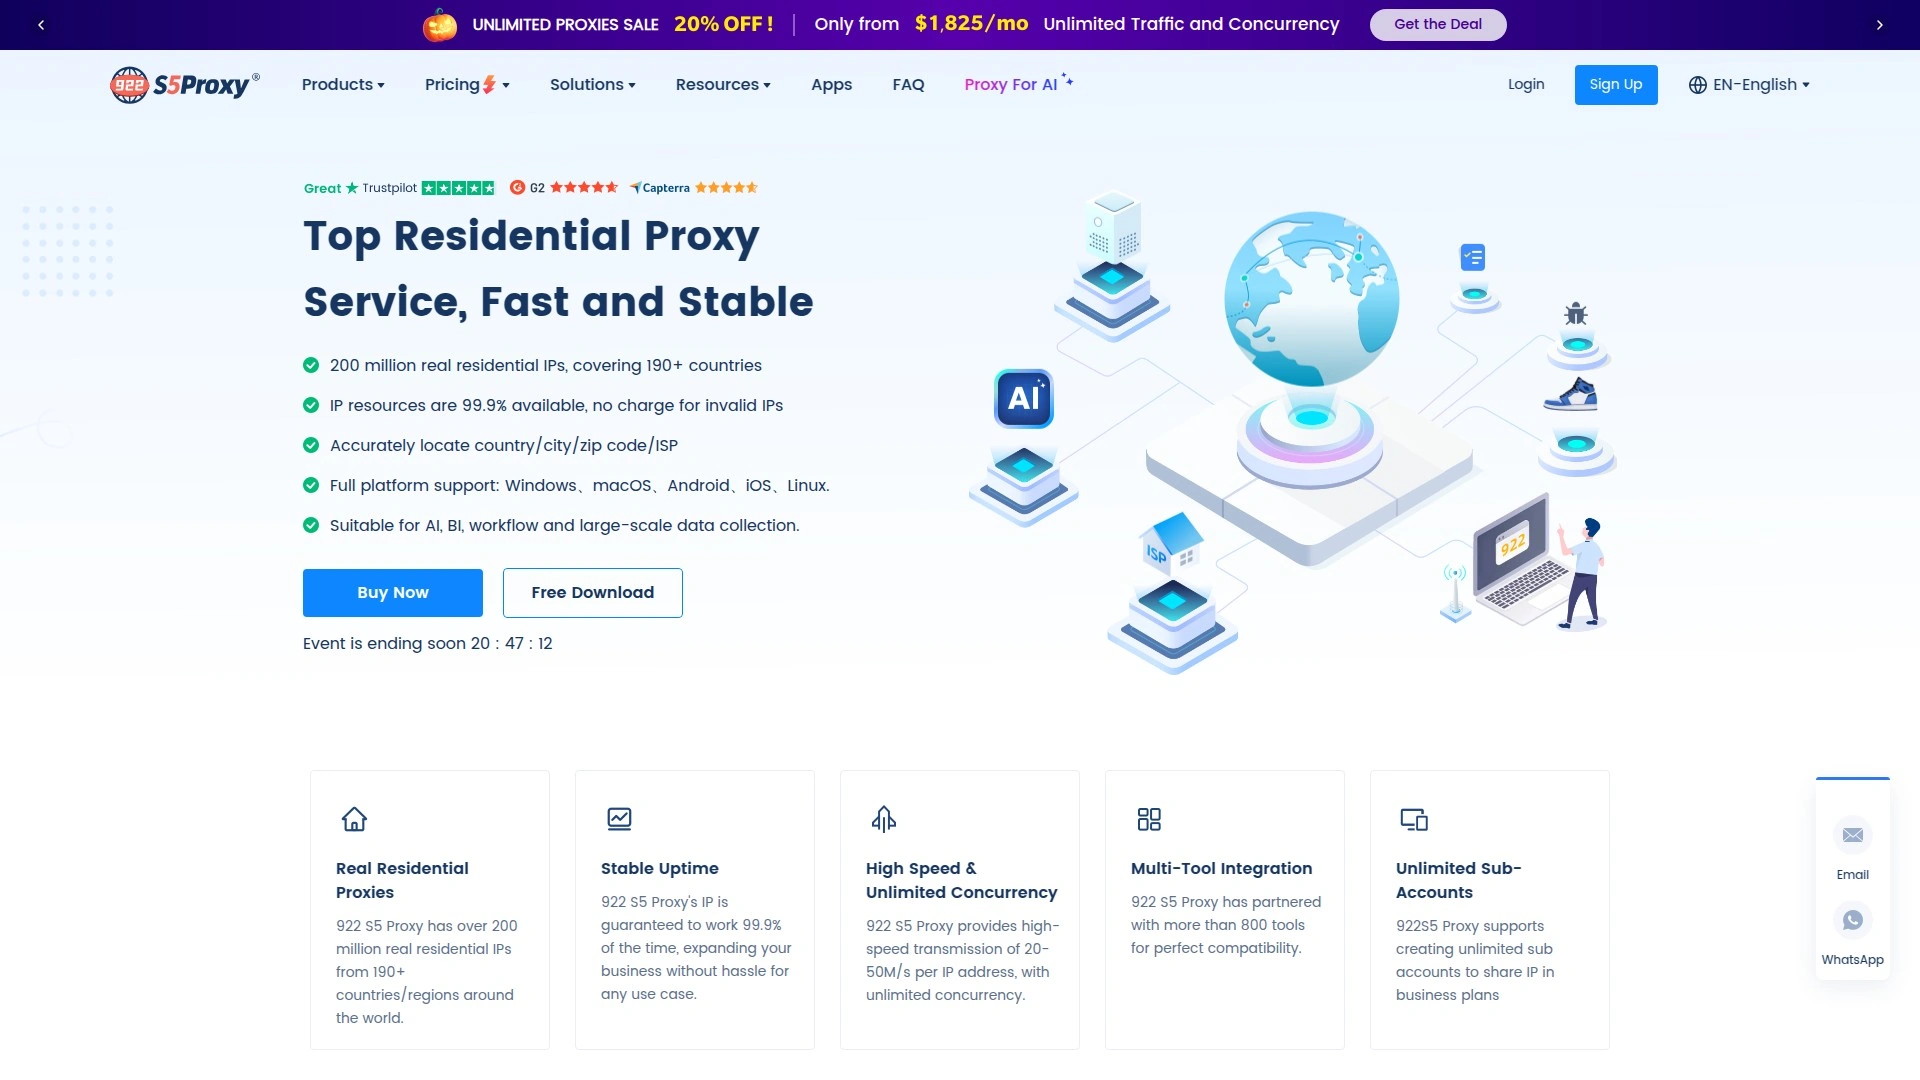 UNLIMITED PROXIES SALE 20% OFF ! Only from $1,825/mo Unlimited Traffic and Concurrency Get the Deal
922 S5Proxy ® Products Pricing Solutions Resources Apps FAQ Proxy For AI Login Sign Up EN-English
Great Trustpilot G2 Capterra
Top Residential Proxy
Service, Fast and Stable
200 million real residential IPs, covering 190+ countries
IP resources are 99.9% available, no charge for invalid IPs
Accurately locate country/city/zip code/ISP
Full platform support: Windows、macOS、Android、iOS、Linux.
Suitable for AI, BI, workflow and large-scale data collection.
Buy Now Free Download
Event is ending soon 20 : 47 : 12
AI
ISP
922
Real Residential
Proxies
922 S5 Proxy has over 200
million real residential IPs
from 190+
countries/regions around
the world.
Stable Uptime
922 S5 Proxy's IP is
guaranteed to work 99.9%
of the time, expanding your
business without hassle for
any use case.
High Speed &
Unlimited Concurrency
922 S5 Proxy provides high-
speed transmission of 20-
50M/s per IP address, with
unlimited concurrency.
Multi-Tool Integration
922 S5 Proxy has partnered
with more than 800 tools
for perfect compatibility.
Unlimited Sub-
Accounts
922S5 Proxy supports
creating unlimited sub
accounts to share IP in
business plans
Email
WhatsApp